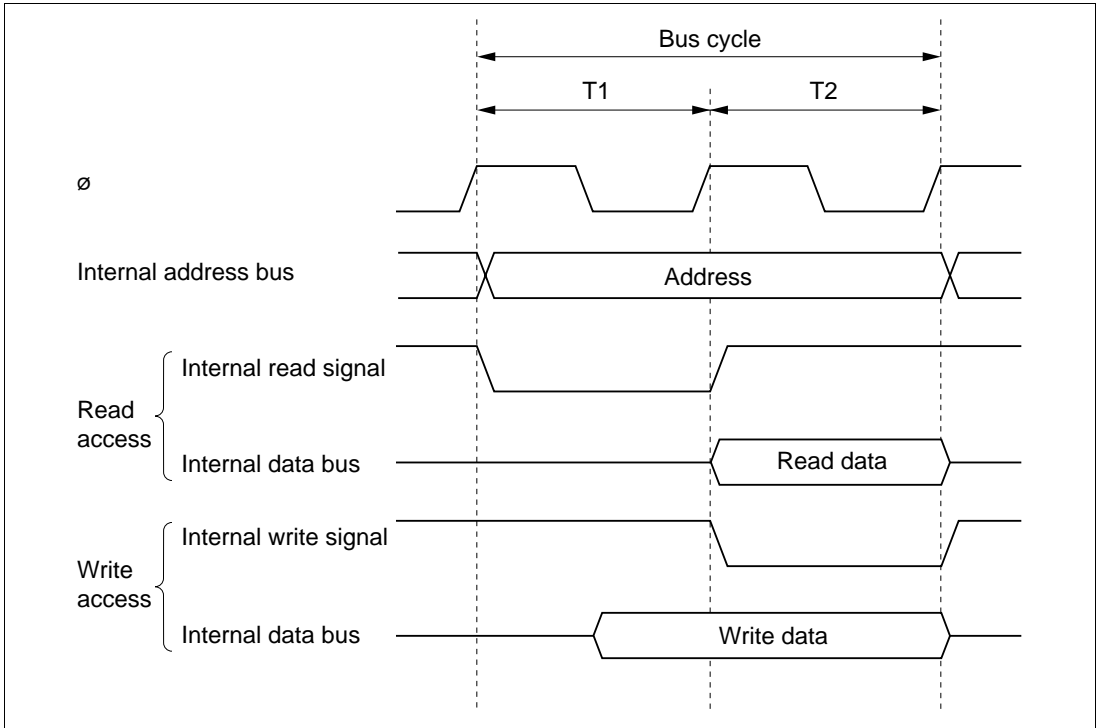 Bus cycle
T1
T2
ø
Internal address bus
Address
Internal read signal
Read
access
Internal data bus
Read data
Internal write signal
Write
access
Internal data bus
Write data